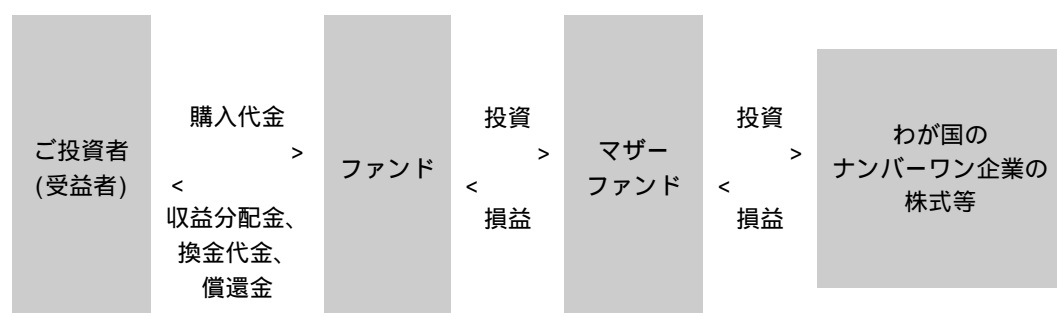 ご投資者
(受益者)
購入代金
>
<
収益分配金、
換金代金、
償還金
ファンド
投資
>
<
損益
マザー
ファンド
投資
>
<
損益
わが国の
ナンバーワン企業の
株式等